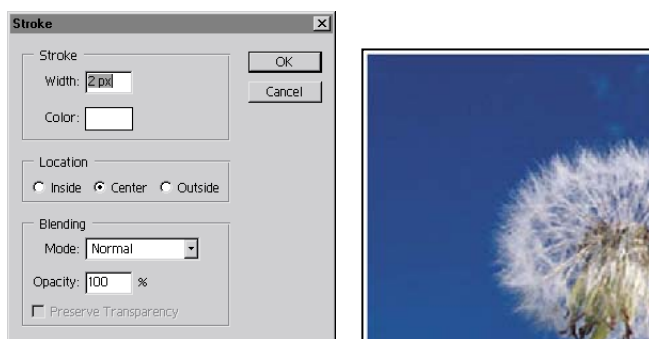 Stroke
Stroke
Width: 2 px
Color:
OK
Cancel
Location
Inside Center Outside
Blending
Mode: Normal
Opacity: 100 %
Preserve Transparency